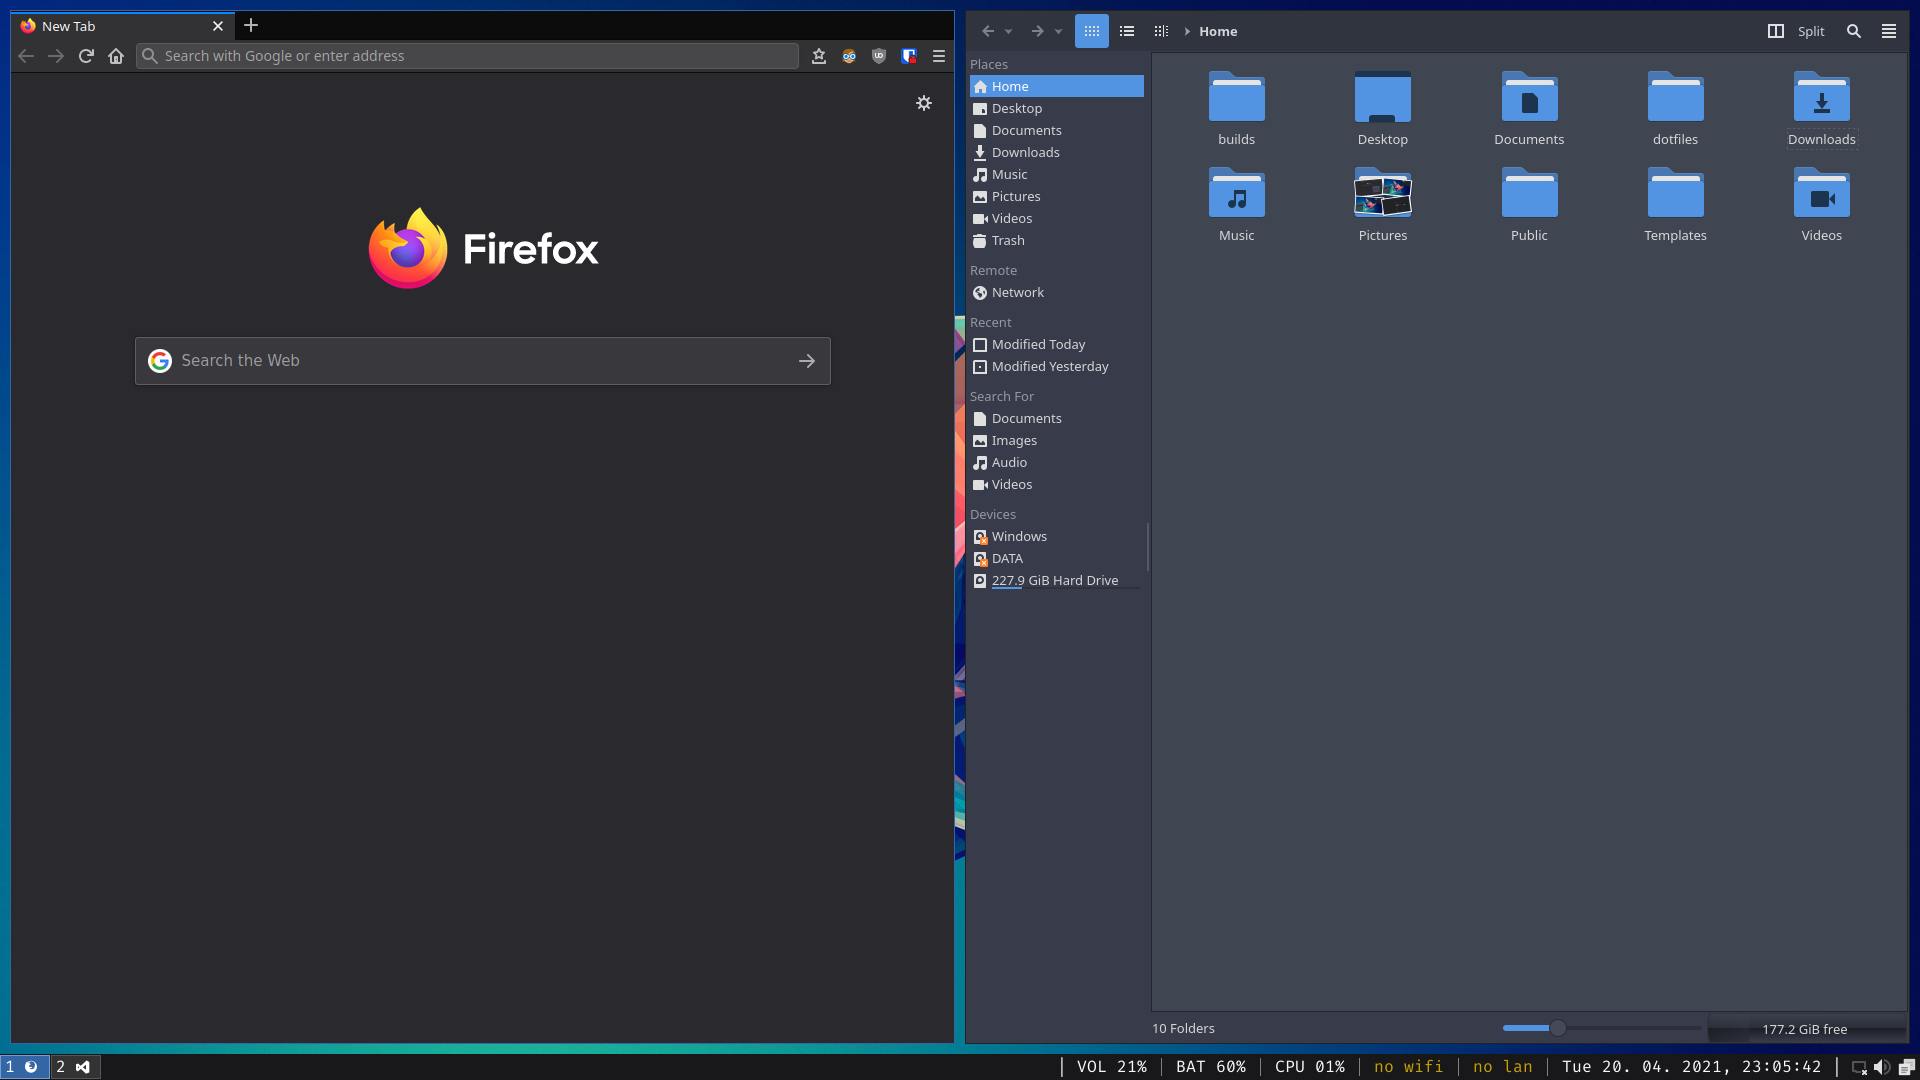 New Tab
Search with Google or enter address
Firefox
Search the Web
Home
Split
Places
Home
Desktop
Documents
Downloads
Music
Pictures
Videos
Trash
Remote
Network
Recent
Modified Today
Modified Yesterday
Search For
Documents
Images
Audio
Videos
Devices
Windows
DATA
227.9 GiB Hard Drive
builds
Desktop
Documents
dotfiles
Downloads
Music
Pictures
Public
Templates
Videos
10 Folders
177.2 GiB free
1
2
VOL 21% | BAT 60% | CPU 01% | no wifi | no lan | Tue 20. 04. 2021, 23:05:42 |